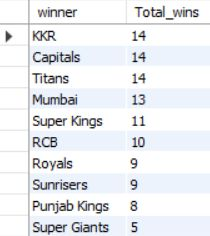 winner Total_wins
KKR 14
Capitals 14
Titans 14
Mumbai 13
Super Kings 11
RCB 10
Royals 9
Sunrisers 9
Punjab Kings 8
Super Giants 5